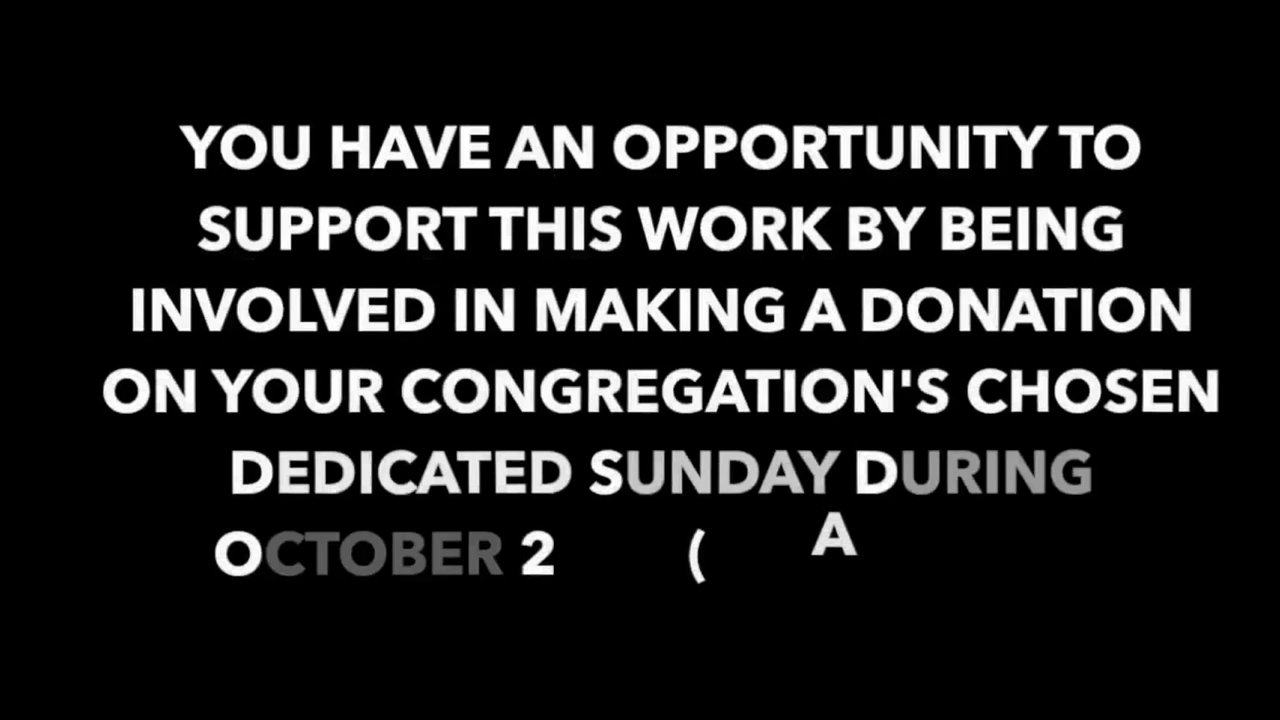 YOU HAVE AN OPPORTUNITY TO
SUPPORT THIS WORK BY BEING
INVOLVED IN MAKING A DONATION
ON YOUR CONGREGATION'S CHOSEN
DEDICATED SUNDAY DURING
OCTOBER 2 ( A